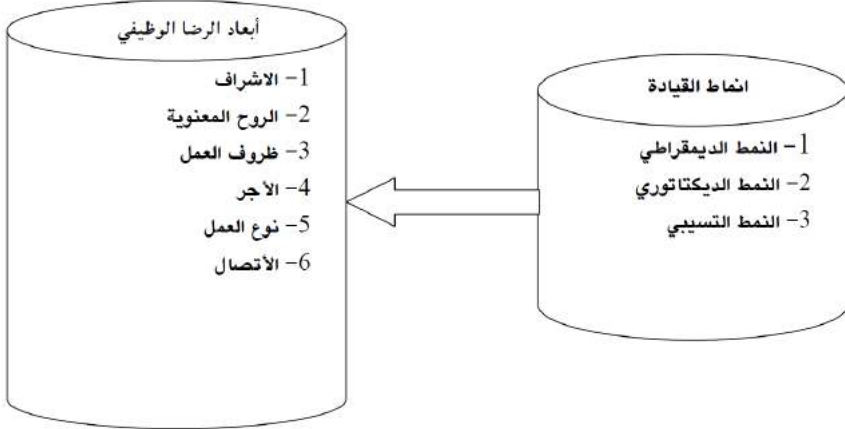 أبعاد الرضا الوظيفي
1- الاشراف
2- الروح المعنوية
3- ظروف العمل
4- الأجر
5- نوع العمل
6- الأتصال
انماط القيادة
1- النمط الديمقراطي
2- النمط الديكتاتوري
3- النمط التسيبي